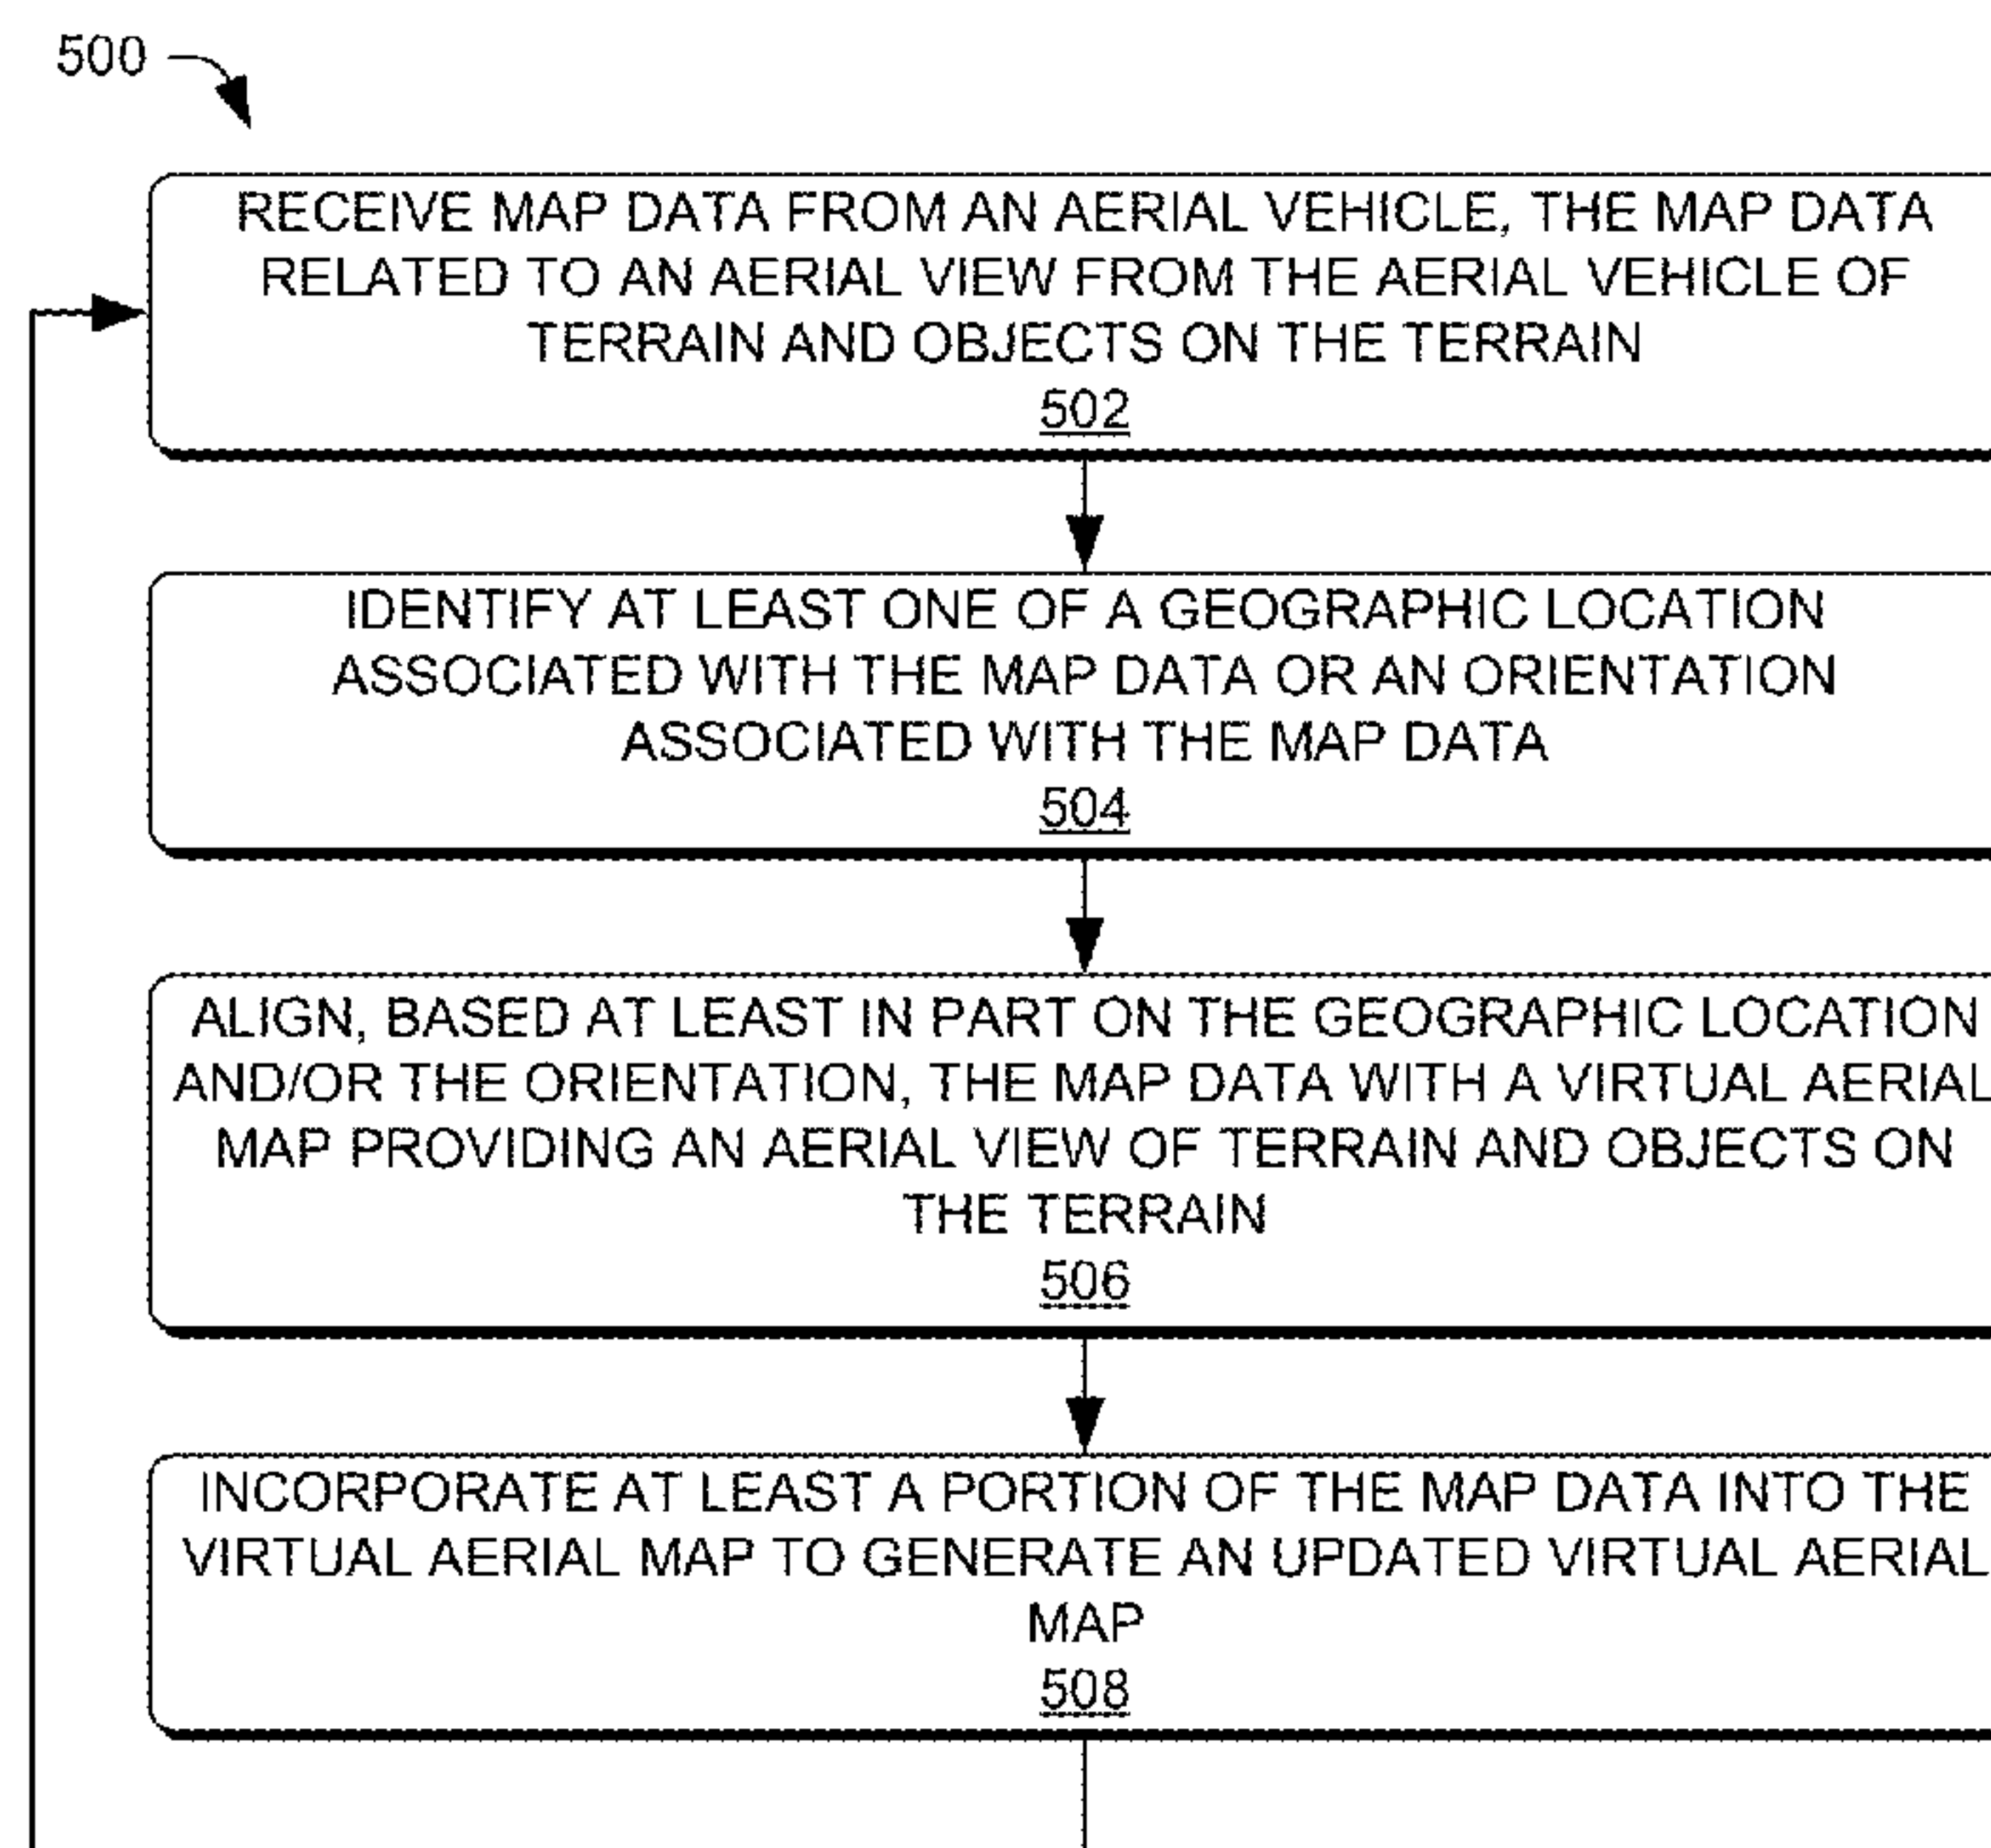 500
RECEIVE MAP DATA FROM AN AERIAL VEHICLE, THE MAP DATA
RELATED TO AN AERIAL VIEW FROM THE AERIAL VEHICLE OF
TERRAIN AND OBJECTS ON THE TERRAIN
502
IDENTIFY AT LEAST ONE OF A GEOGRAPHIC LOCATION
ASSOCIATED WITH THE MAP DATA OR AN ORIENTATION
ASSOCIATED WITH THE MAP DATA
504
ALIGN, BASED AT LEAST IN PART ON THE GEOGRAPHIC LOCATION
AND/OR THE ORIENTATION, THE MAP DATA WITH A VIRTUAL AERIAL
MAP PROVIDING AN AERIAL VIEW OF TERRAIN AND OBJECTS ON
THE TERRAIN
506
INCORPORATE AT LEAST A PORTION OF THE MAP DATA INTO THE
VIRTUAL AERIAL MAP TO GENERATE AN UPDATED VIRTUAL AERIAL
MAP
508